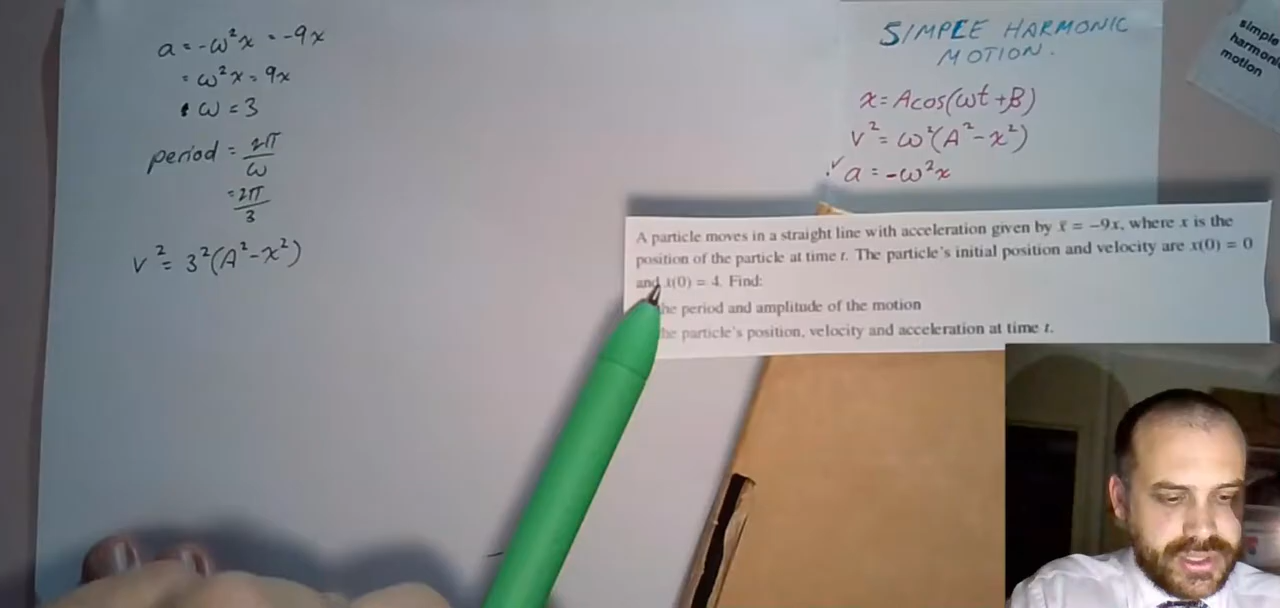 a = -ω²x = -9x
= ω²x = 9x
ω = 3
period = 2π/ω
= 2π/3
v² = 3²(A² - x²)
SIMPLE HARMONIC
MOTION.
x = Acos(ωt + β)
v² = ω²(A² - x²)
✓ a = -ω²x
simple
harmonic
motion
A particle moves in a straight line with acceleration given by ẍ = −9x, where x is the
position of the particle at time t. The particle's initial position and velocity are x(0) = 0
and ẋ(0) = 4. Find:
the period and amplitude of the motion
the particle's position, velocity and acceleration at time t.